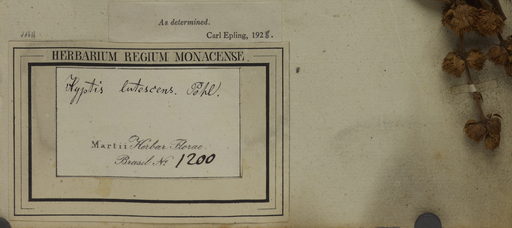 As determined.
Carl Epling, 1928.
HERBARIUM REGIUM MONACENSE.
Hyptis lutescens. Pohl.
Martii Herbar. Florae
Brasil. No. 1200